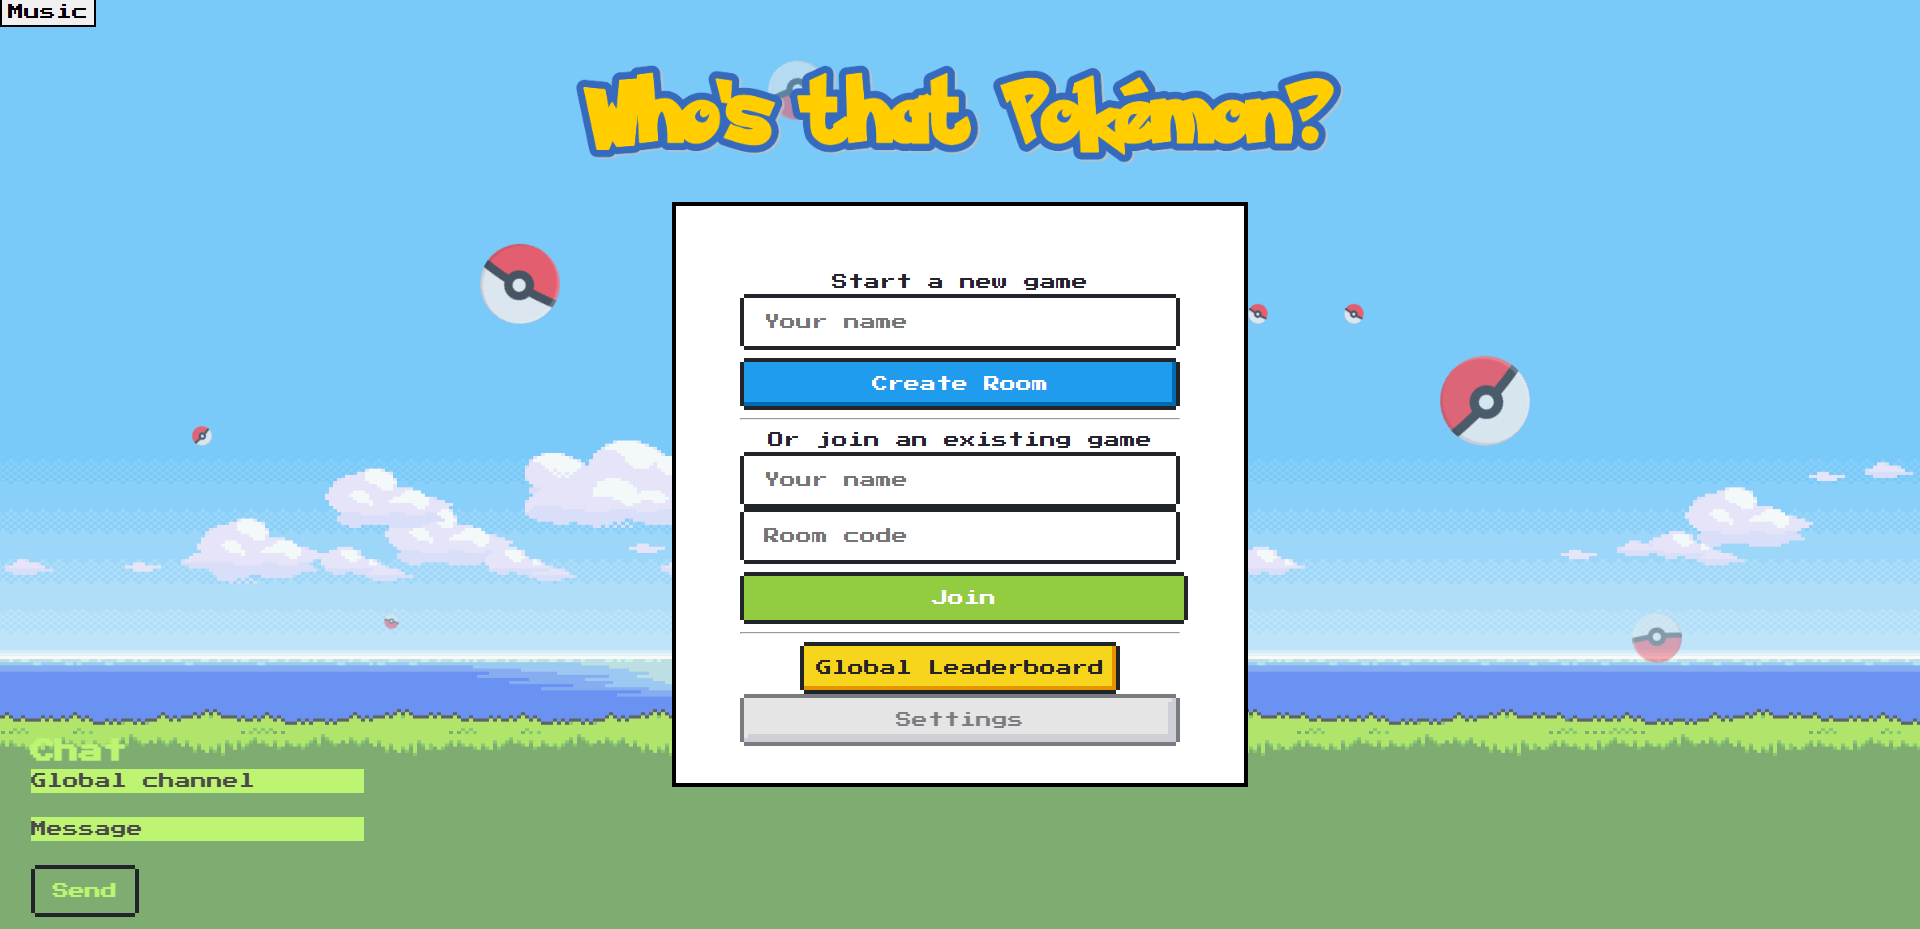 Music
Who's that Pokémon?
Start a new game
Your name
Create Room
Or join an existing game
Your name
Room code
Join
Global Leaderboard
Settings
Chat
Global channel
Message
Send